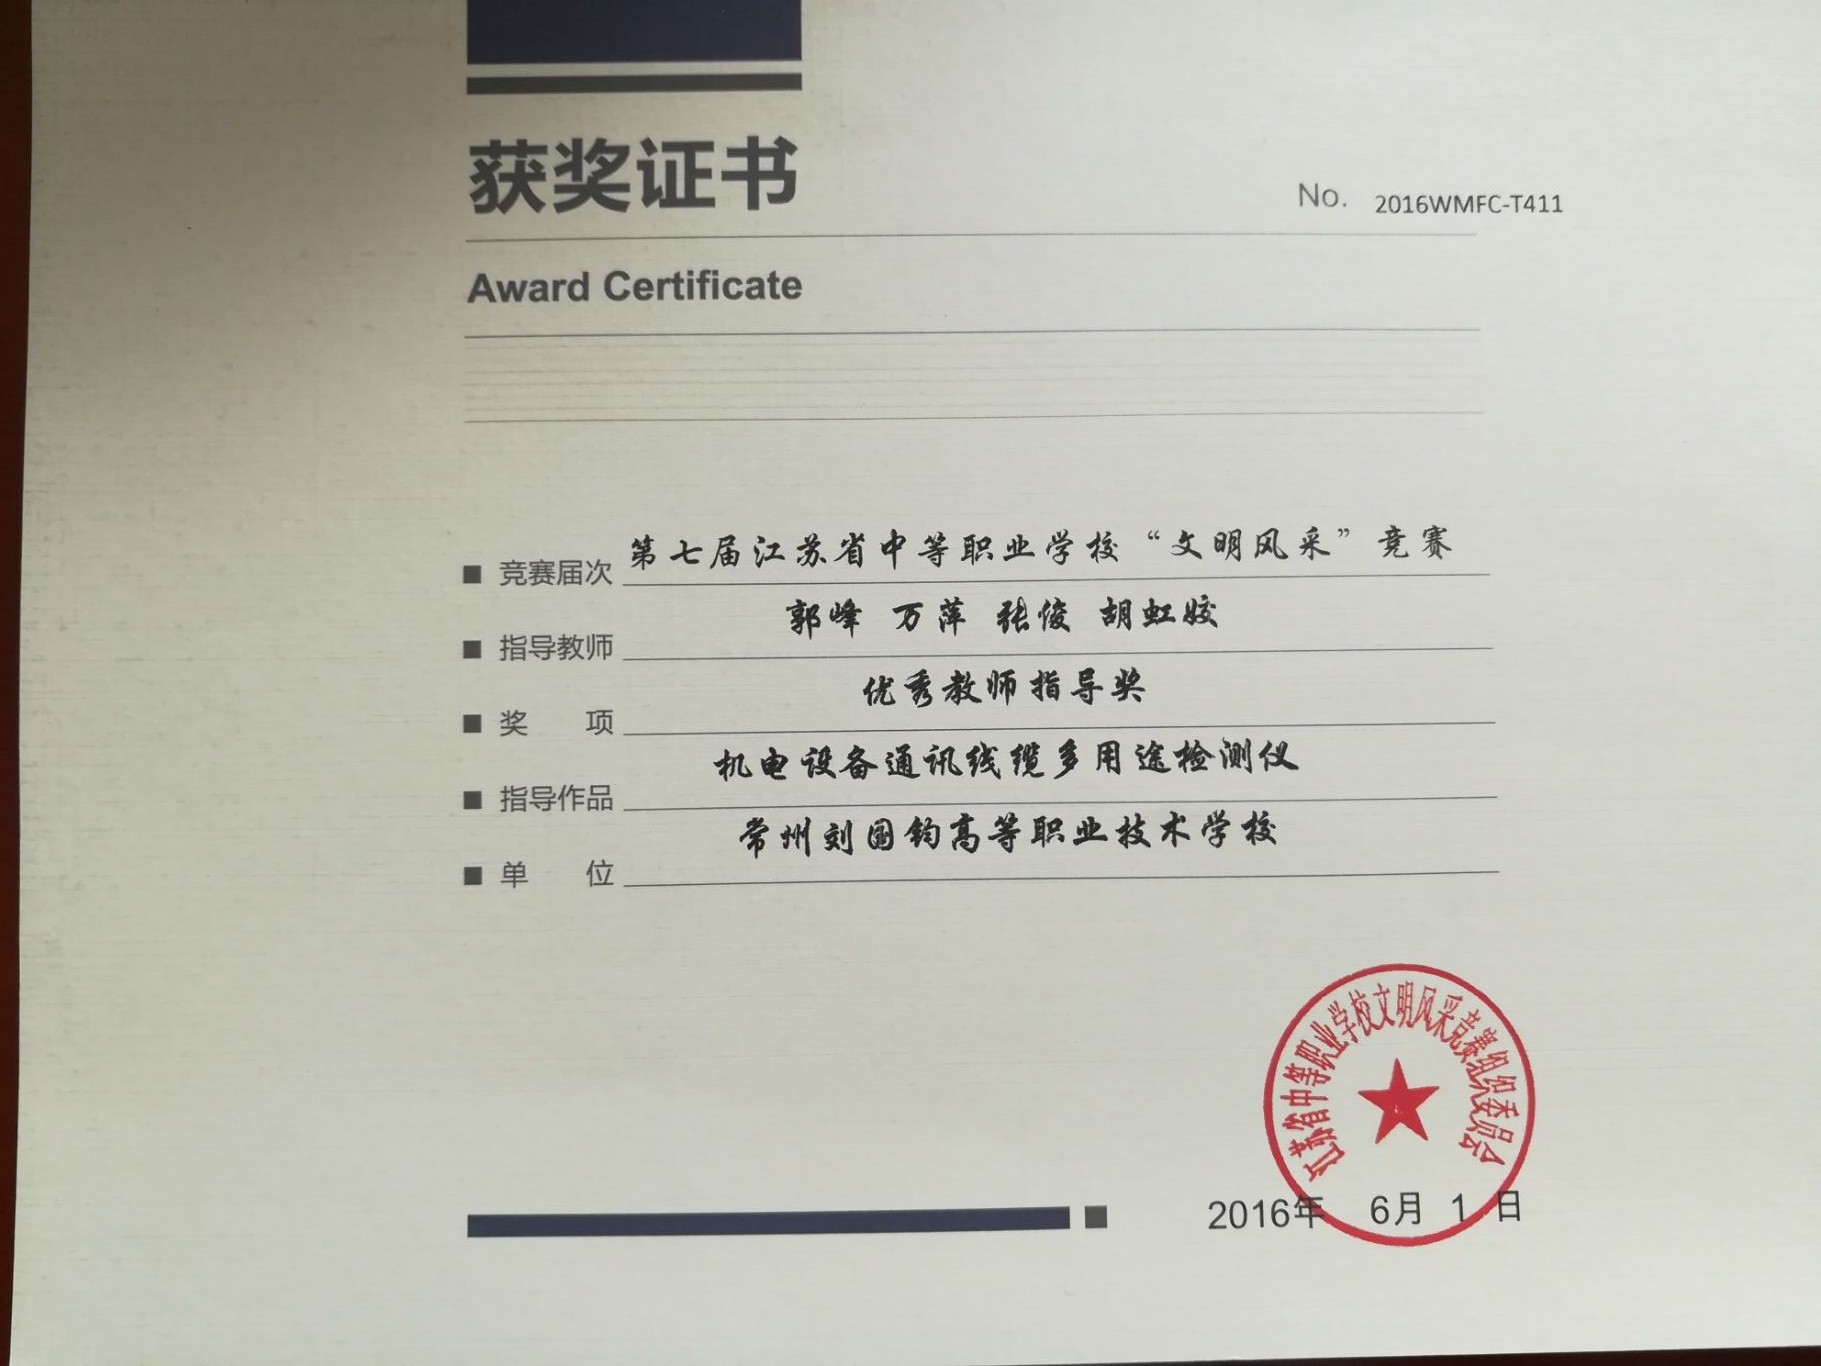 获奖证书
No. 2016WMFC-T411
Award Certificate
■ 竞赛届次 第七届江苏省中等职业学校“文明风采”竞赛
■ 指导教师 郭峰 万萍 张俊 胡虹姣
■ 奖 项 优秀教师指导奖
■ 指导作品 机电设备通讯线缆多用途检测仪
■ 单 位 常州刘国钧高等职业技术学校
江苏省中等职业学校文明风采竞赛组织委员会
2016年 6月 1 日